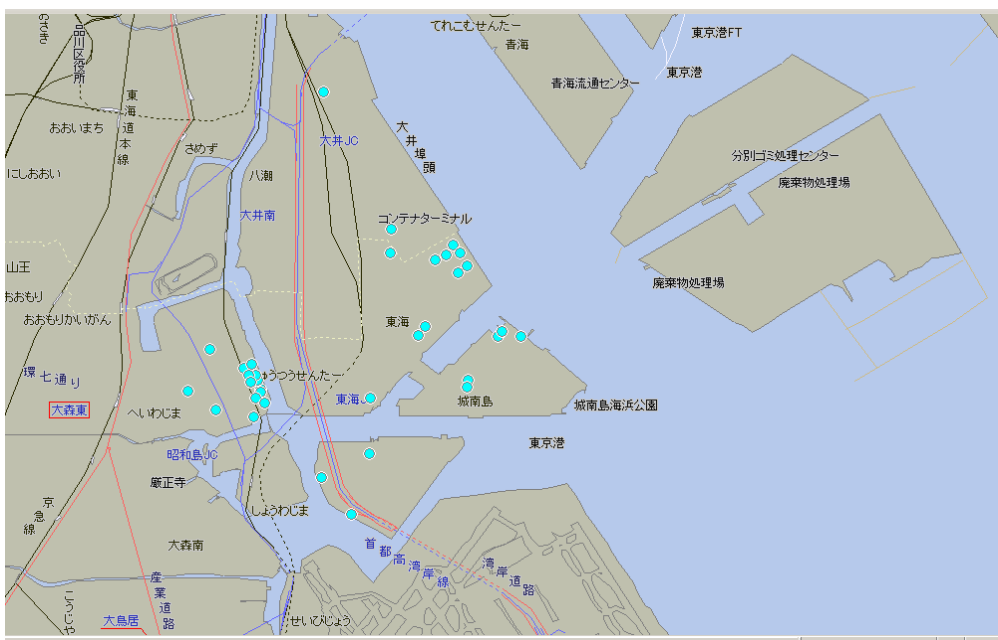 のさき
品川区役所
てれこむせんたー
青海
東京港FT
東京港
青海流通センター
東海道本線
おおいまち
さめず
大井JC
大井埠頭
分別ゴミ処理センター
廃棄物処理場
にしおおい
八潮
大井南
コンテナターミナル
山王
おおもり
おおもりかいがん
廃棄物処理場
東海
環七通り
ゅうつうせんたー
大森東
へいわじま
東海J
城南島
城南島海浜公園
東京港
昭和島JC
厳正寺
京急線
しょうわじま
大森南
首都高湾岸線
湾岸道路
産業道路
こうじや
大鳥居
せいびじょう